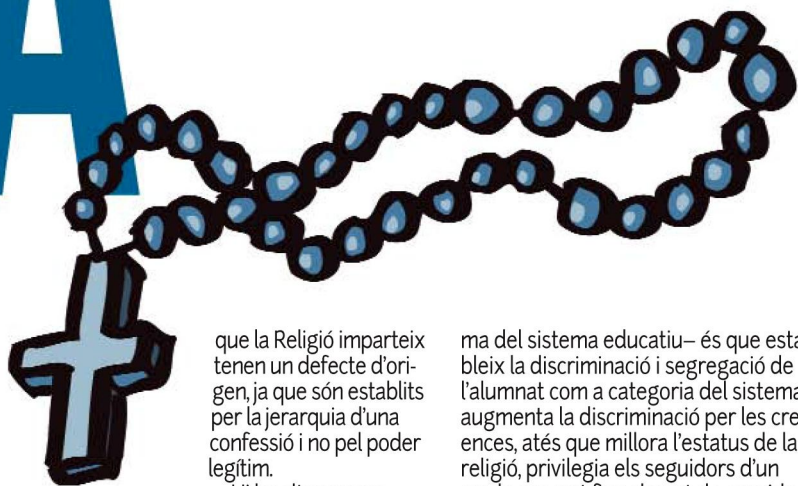 A
que la Religió imparteix
tenen un defecte d'ori-
gen, ja que són establits
per la jerarquia d'una
confessió i no pel poder
legítim.
ma del sistema educatiu— és que esta-
bleix la discriminació i segregació de
l'alumnat com a categoria del sistema,
augmenta la discriminació per les cre-
ences, atés que millora l'estatus de la
religió, privilegia els seguidors d'un